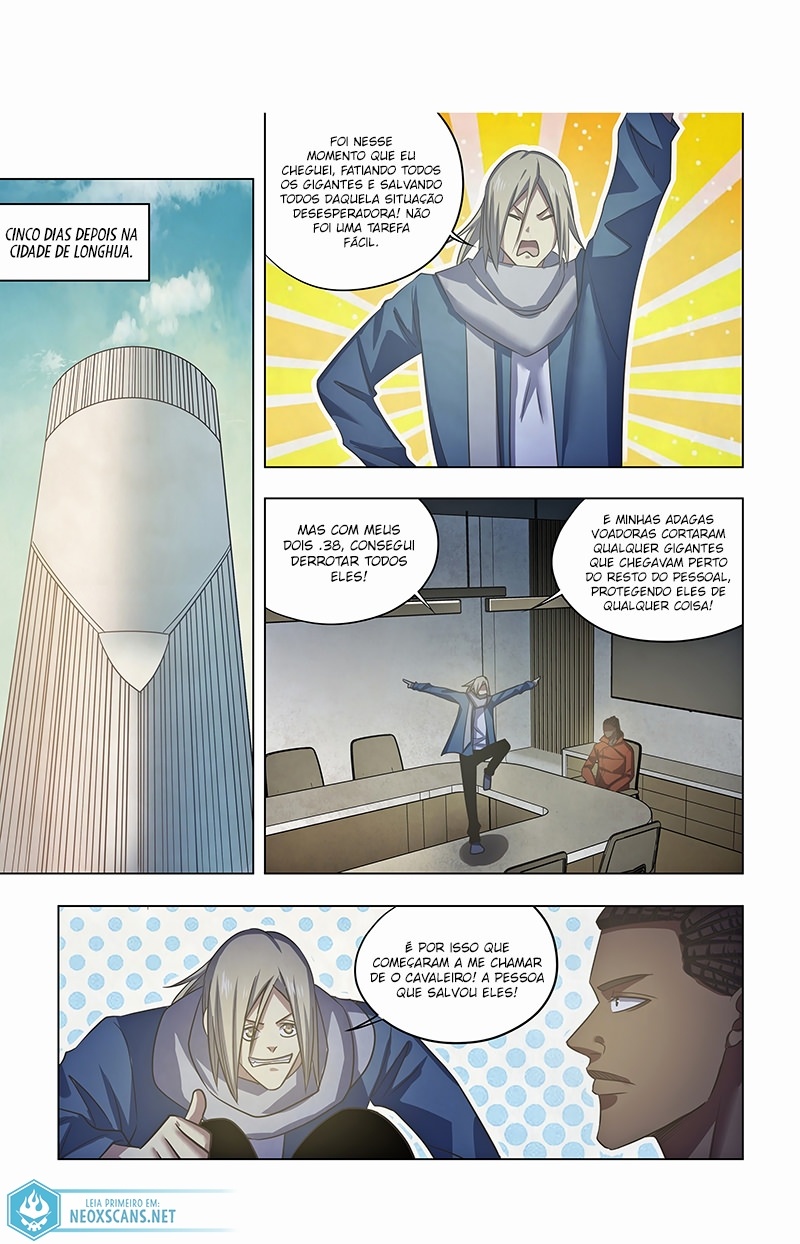 CINCO DIAS DEPOIS NA
CIDADE DE LONGHUA.
FOI NESSE
MOMENTO QUE EU
CHEGUEI, FATIANDO TODOS
OS GIGANTES E SALVANDO
TODOS DAQUELA SITUAÇÃO
DESESPERADORA! NÃO
FOI UMA TAREFA
FÁCIL.
MAS COM MEUS
DOIS .38, CONSEGUI
DERROTAR TODOS
ELES!
E MINHAS ADAGAS
VOADORAS CORTARAM
QUALQUER GIGANTES
QUE CHEGAVAM PERTO
DO RESTO DO PESSOAL,
PROTEGENDO ELES DE
QUALQUER COISA!
É POR ISSO QUE
COMEÇARAM A ME CHAMAR
DE O CAVALEIRO! A PESSOA
QUE SALVOU ELES!
LEIA PRIMEIRO EM:
NEOXSCANS.NET